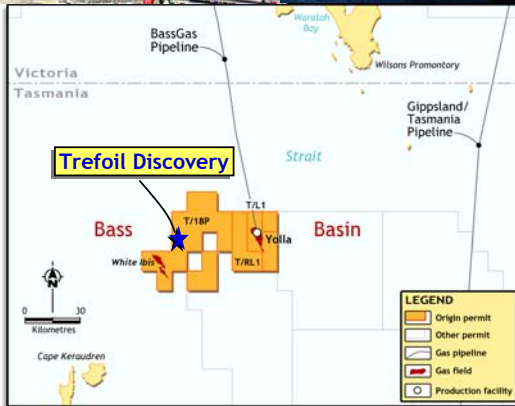 Waratah
Bay
BassGas
Pipeline
Wilsons Promontory
Victoria
Tasmania
Gippsland/
Tasmania
Pipeline
Strait
Trefoil Discovery
T/L1
T/18P
Bass
Yolla
Basin
White Ibis
T/RL1
N
0 30
Kilometres
Cape Keraudren
LEGEND
Origin permit
Other permit
Gas pipeline
Gas field
Production facility